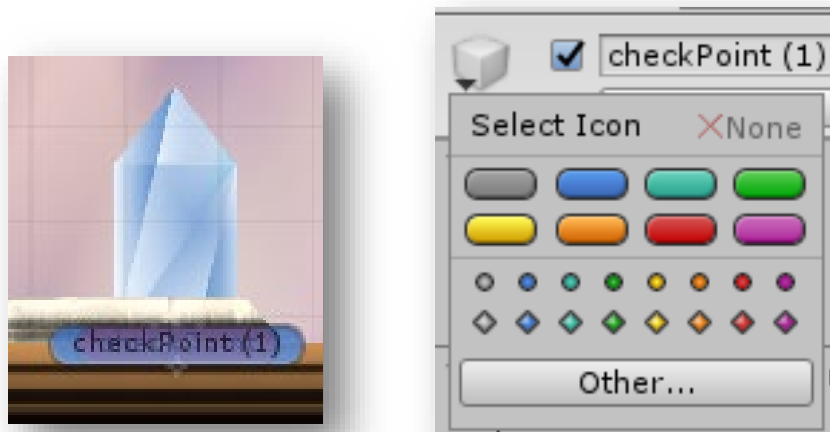 checkPoint (1)
checkPoint (1)
Select Icon
None
Other...